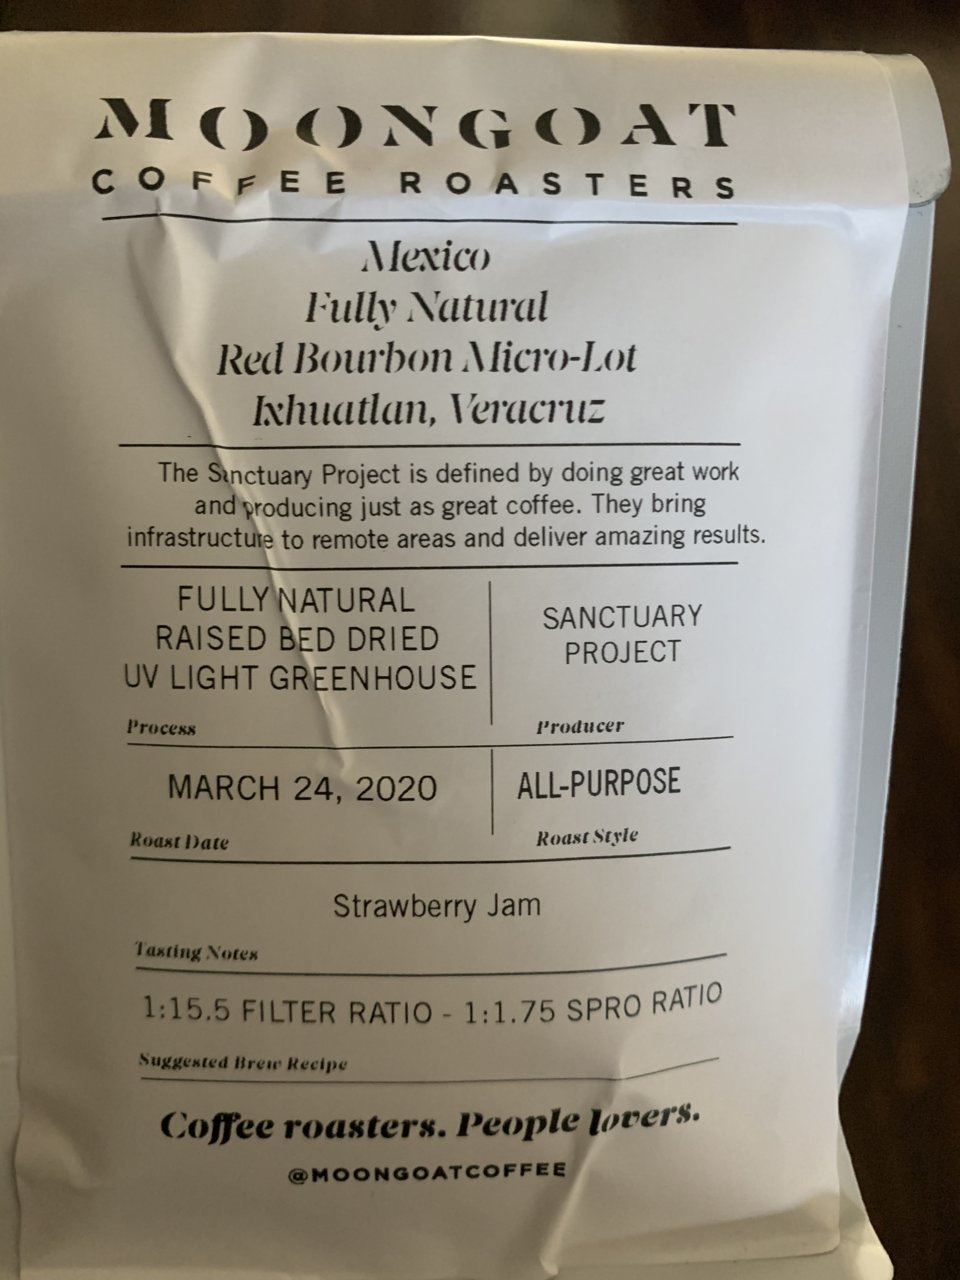 MOONGOAT
COFFEE ROASTERS
Mexico
Fully Natural
Red Bourbon Micro-Lot
Ixhuatlan, Veracruz
The Sanctuary Project is defined by doing great work
and producing just as great coffee. They bring
infrastructure to remote areas and deliver amazing results.
FULLY NATURAL
RAISED BED DRIED
UV LIGHT GREENHOUSE
Process
SANCTUARY
PROJECT
Producer
MARCH 24, 2020
Roast Date
ALL-PURPOSE
Roast Style
Strawberry Jam
Tasting Notes
1:15.5 FILTER RATIO - 1:1.75 SPRO RATIO
Suggested Brew Recipe
Coffee roasters. People lovers.
@MOONGOATCOFFEE